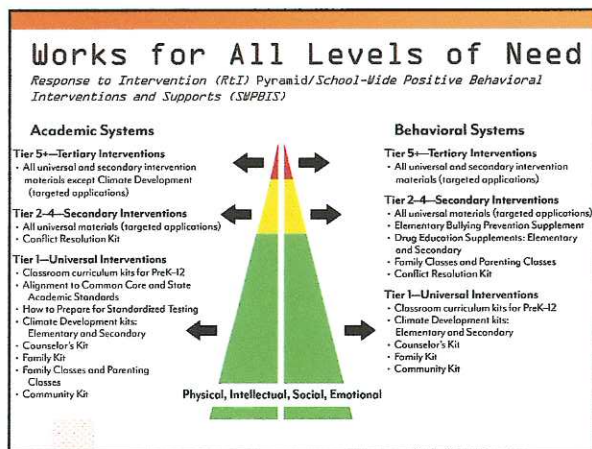 Works for All Levels of Need
Response to Intervention (RtI) Pyramid/School-Wide Positive Behavioral
Interventions and Supports (SWPBIS)
Academic Systems
Tier 5+—Tertiary Interventions
· All universal and secondary intervention
materials except Climate Development
(targeted applications)
Tier 2–4—Secondary Interventions
· All universal materials (targeted applications)
· Conflict Resolution Kit
Tier 1—Universal Interventions
· Classroom curriculum kits for PreK–12
· Alignment to Common Core and State
Academic Standards
· How to Prepare for Standardized Testing
· Climate Development kits:
Elementary and Secondary
· Counselor's Kit
· Family Kit
· Family Classes and Parenting
Classes
· Community Kit
Behavioral Systems
Tier 5+—Tertiary Interventions
· All universal and secondary intervention
materials (targeted applications)
Tier 2–4—Secondary Interventions
· All universal materials (targeted applications)
· Elementary Bullying Prevention Supplement
· Drug Education Supplements: Elementary
and Secondary
· Family Classes and Parenting Classes
· Conflict Resolution Kit
Tier 1—Universal Interventions
· Classroom curriculum kits for PreK–12
· Climate Development kits:
Elementary and Secondary
· Counselor's Kit
· Family Kit
· Community Kit
Physical, Intellectual, Social, Emotional